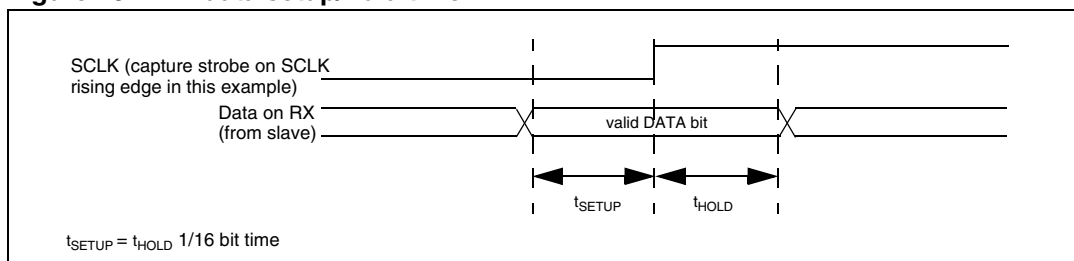 SCLK (capture strobe on SCLK
rising edge in this example)
Data on RX
(from slave)
valid DATA bit
tSETUP
tHOLD
tSETUP = tHOLD 1/16 bit time